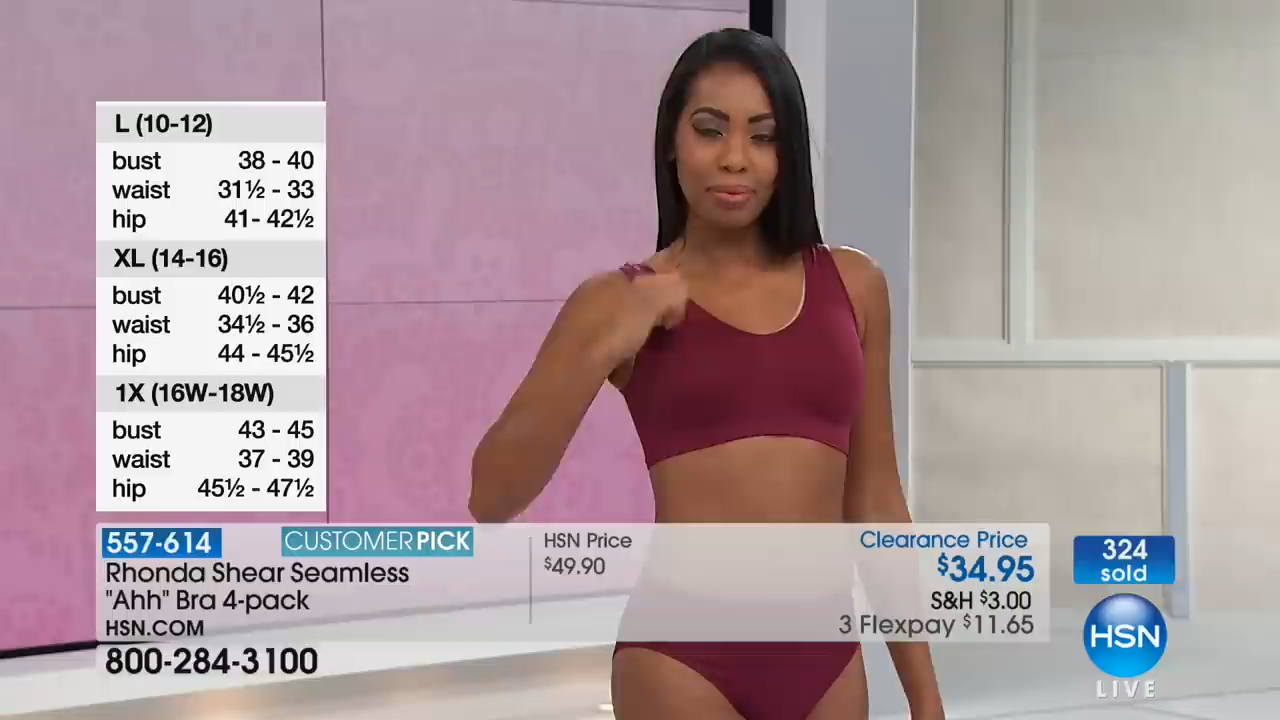 L (10-12)
bust 38 - 40
waist 31½ - 33
hip 41- 42½
XL (14-16)
bust 40½ - 42
waist 34½ - 36
hip 44 - 45½
1X (16W-18W)
bust 43 - 45
waist 37 - 39
hip 45½ - 47½
557-614 CUSTOMERPICK
Rhonda Shear Seamless
"Ahh" Bra 4-pack
HSN.COM
800-284-3100
HSN Price
$49.90
Clearance Price
$34.95
S&H $3.00
3 Flexpay $11.65
324
sold
HSN
LIVE